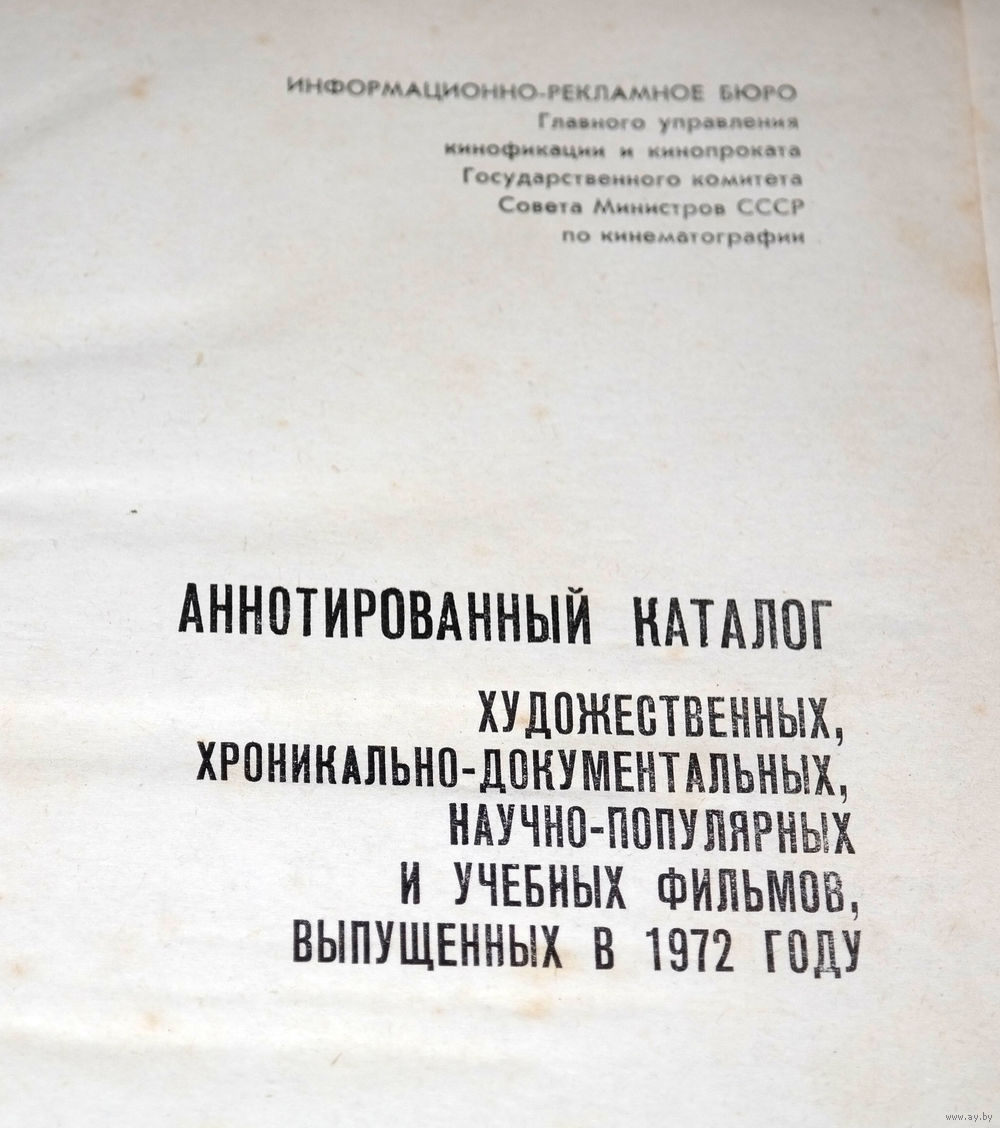 ИНФОРМАЦИОННО-РЕКЛАМНОЕ БЮРО
Главного управления
кинофикации и кинопроката
Государственного комитета
Совета Министров СССР
по кинематографии
АННОТИРОВАННЫЙ КАТАЛОГ
ХУДОЖЕСТВЕННЫХ,
ХРОНИКАЛЬНО-ДОКУМЕНТАЛЬНЫХ,
НАУЧНО-ПОПУЛЯРНЫХ
И УЧЕБНЫХ ФИЛЬМОВ,
ВЫПУЩЕННЫХ В 1972 ГОДУ
www.ay.by